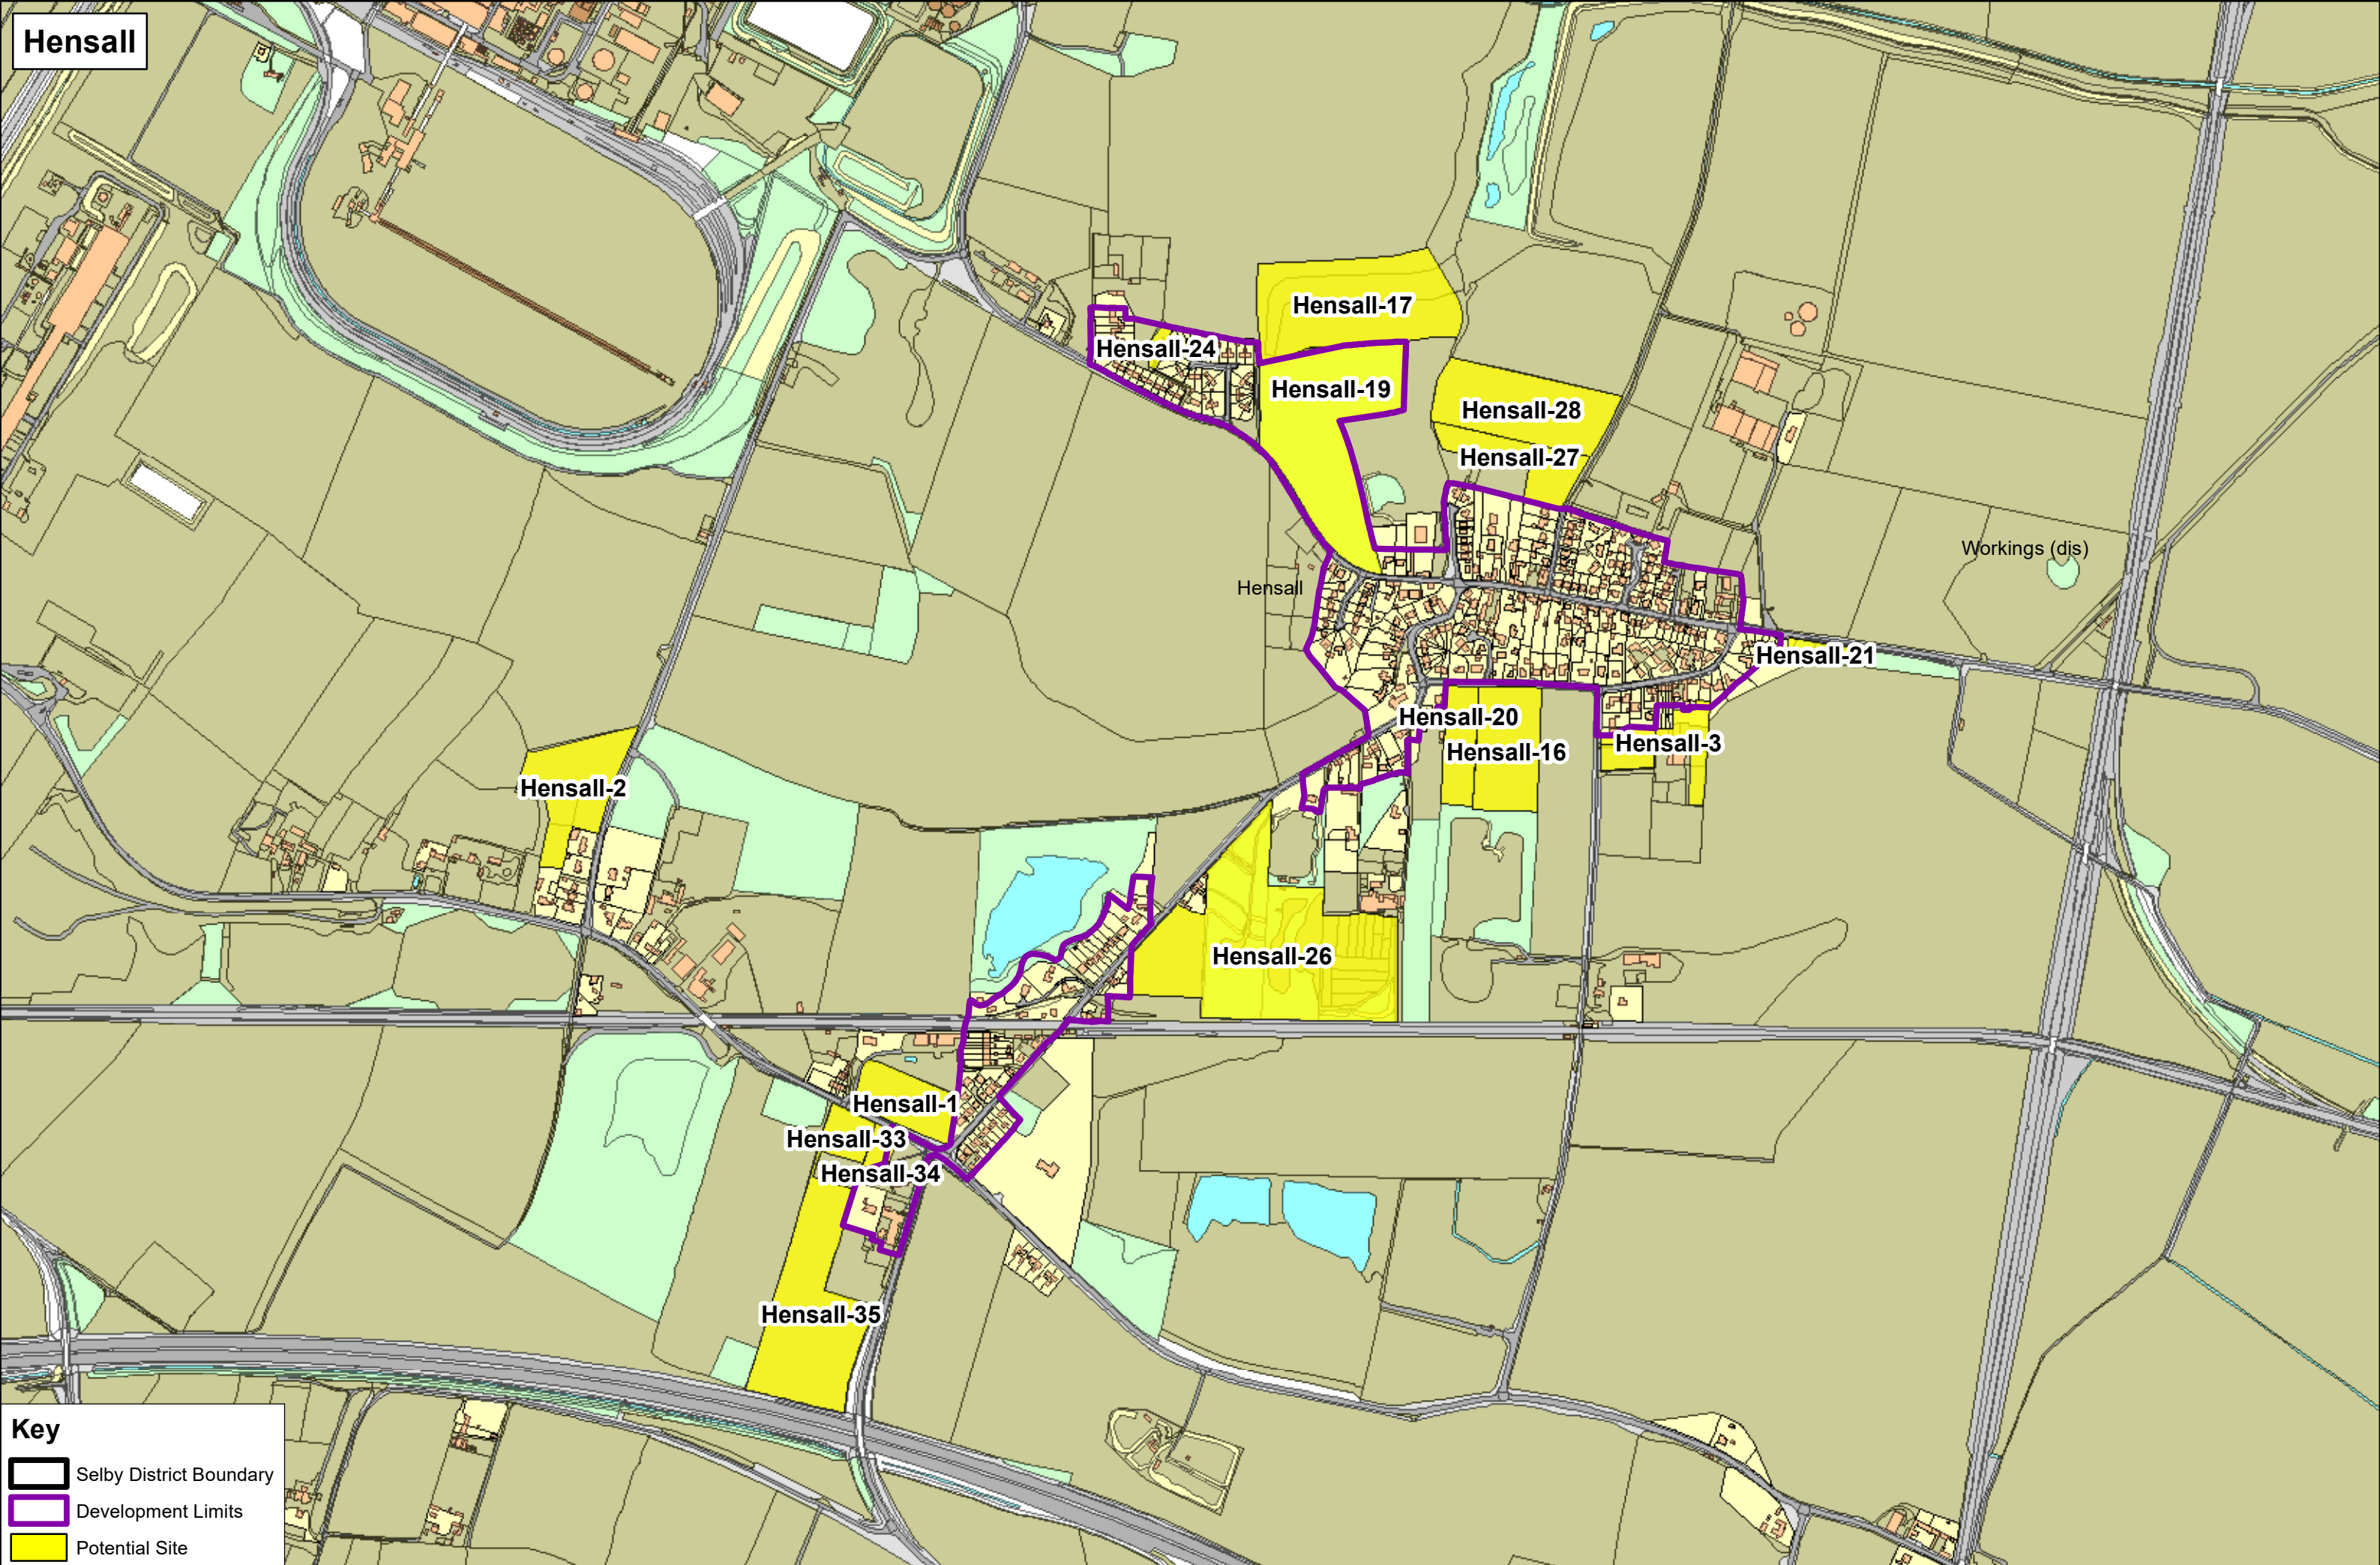 Hensall
Hensall-17
Hensall-24
Hensall-19
Hensall-28
Hensall-27
Workings (dis)
Hensall
Hensall-21
Hensall-20
Hensall-3
Hensall-16
Hensall-2
Hensall-26
Hensall-1
Hensall-33
Hensall-34
Hensall-35
Key
Selby District Boundary
Development Limits
Potential Site